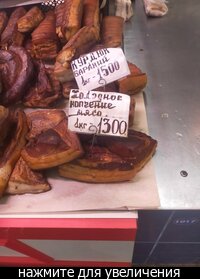 КУРДЮК
БАРАНИЙ
1кг - 1500
Холодное
копчение
мясо
1кг 1300
нажмите для увеличения